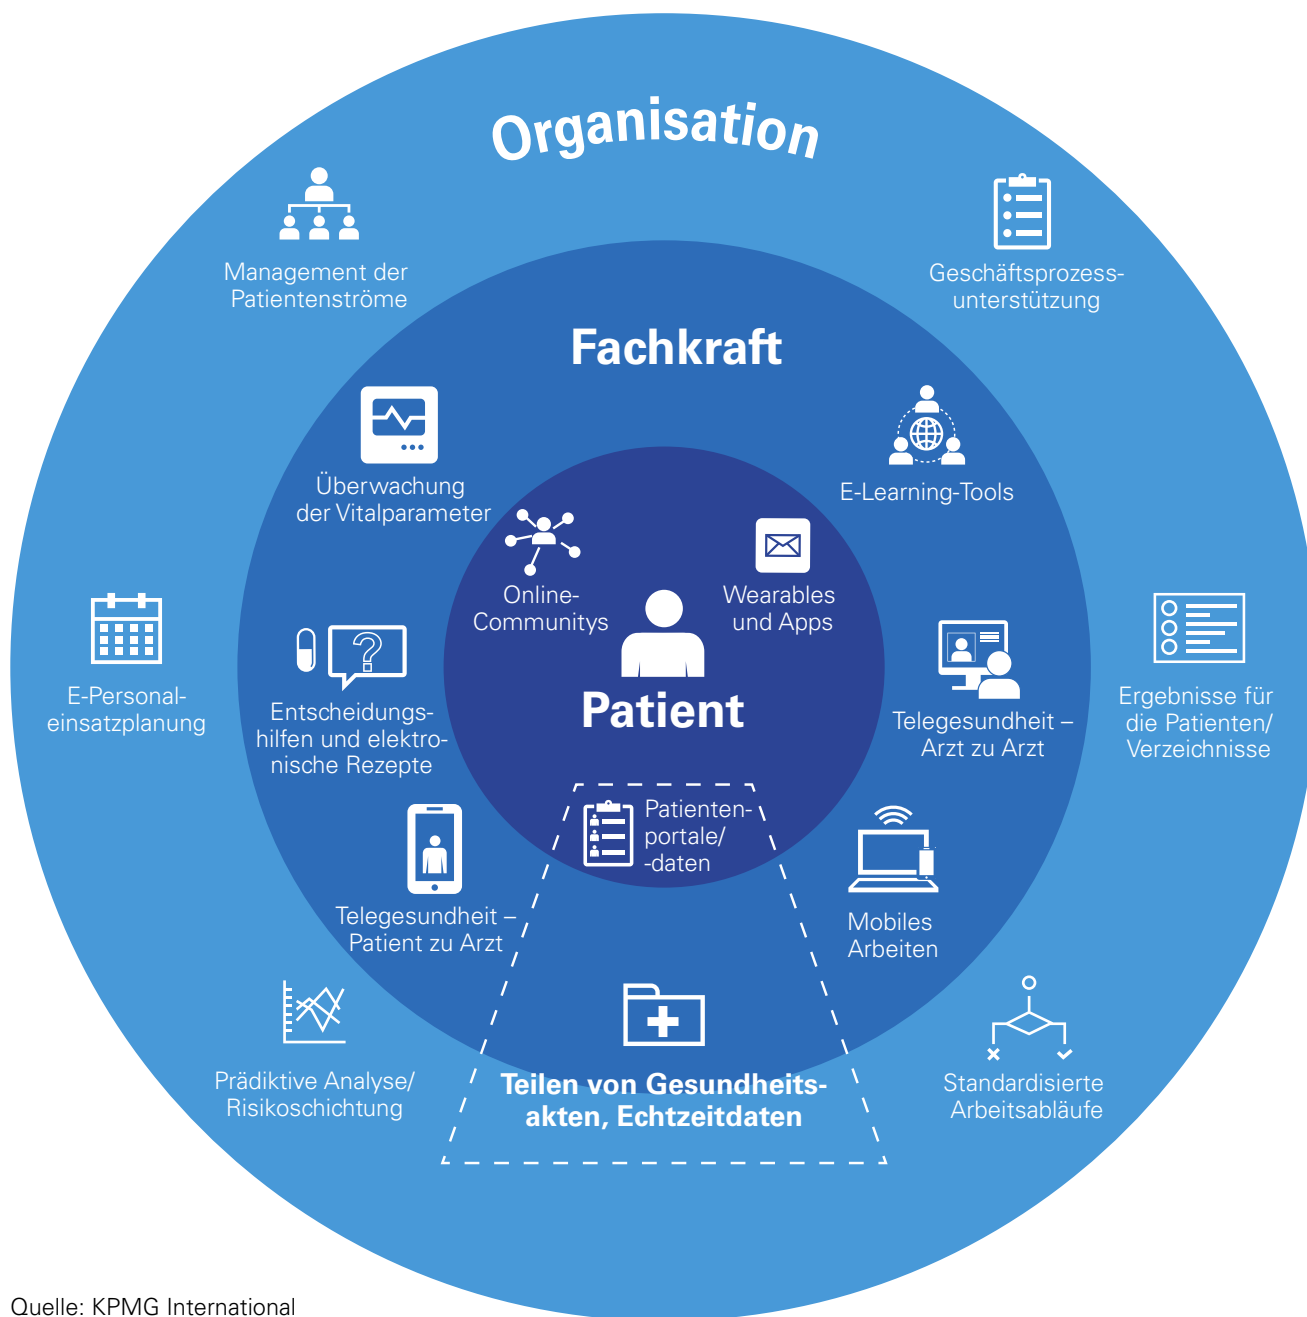 Organisation
Management der
Patientenströme
Geschäftsprozess-
unterstützung
Fachkraft
Überwachung
der Vitalparameter
E-Learning-Tools
Online-
Communitys
Wearables
und Apps
Patient
E-Personal-
einsatzplanung
Entscheidungs-
hilfen und elektro-
nische Rezepte
?
Telegesundheit –
Arzt zu Arzt
Ergebnisse für
die Patienten/
Verzeichnisse
Patienten-
portale/
-daten
Telegesundheit –
Patient zu Arzt
Mobiles
Arbeiten
Prädiktive Analyse/
Risikoschichtung
Teilen von Gesundheits-
akten, Echtzeitdaten
Standardisierte
Arbeitsabläufe
Quelle: KPMG International